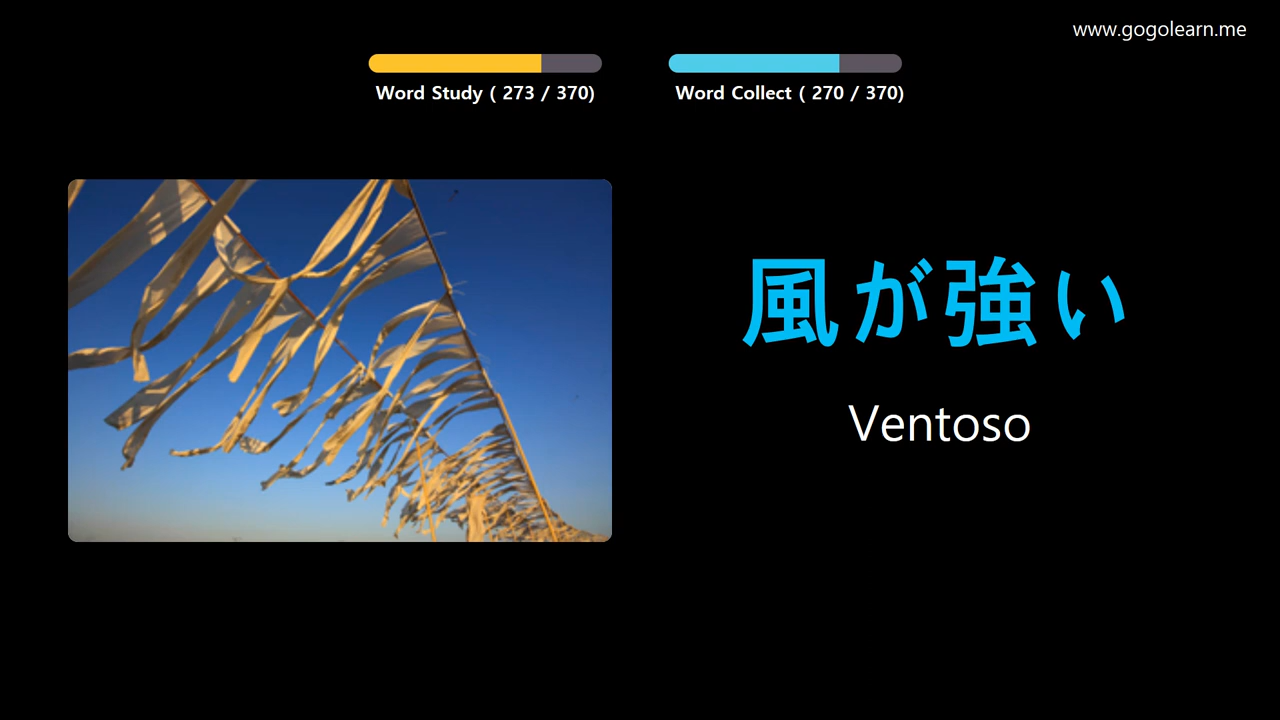 www.gogolearn.me
Word Study ( 273 / 370)
Word Collect ( 270 / 370)
風が強い
Ventoso